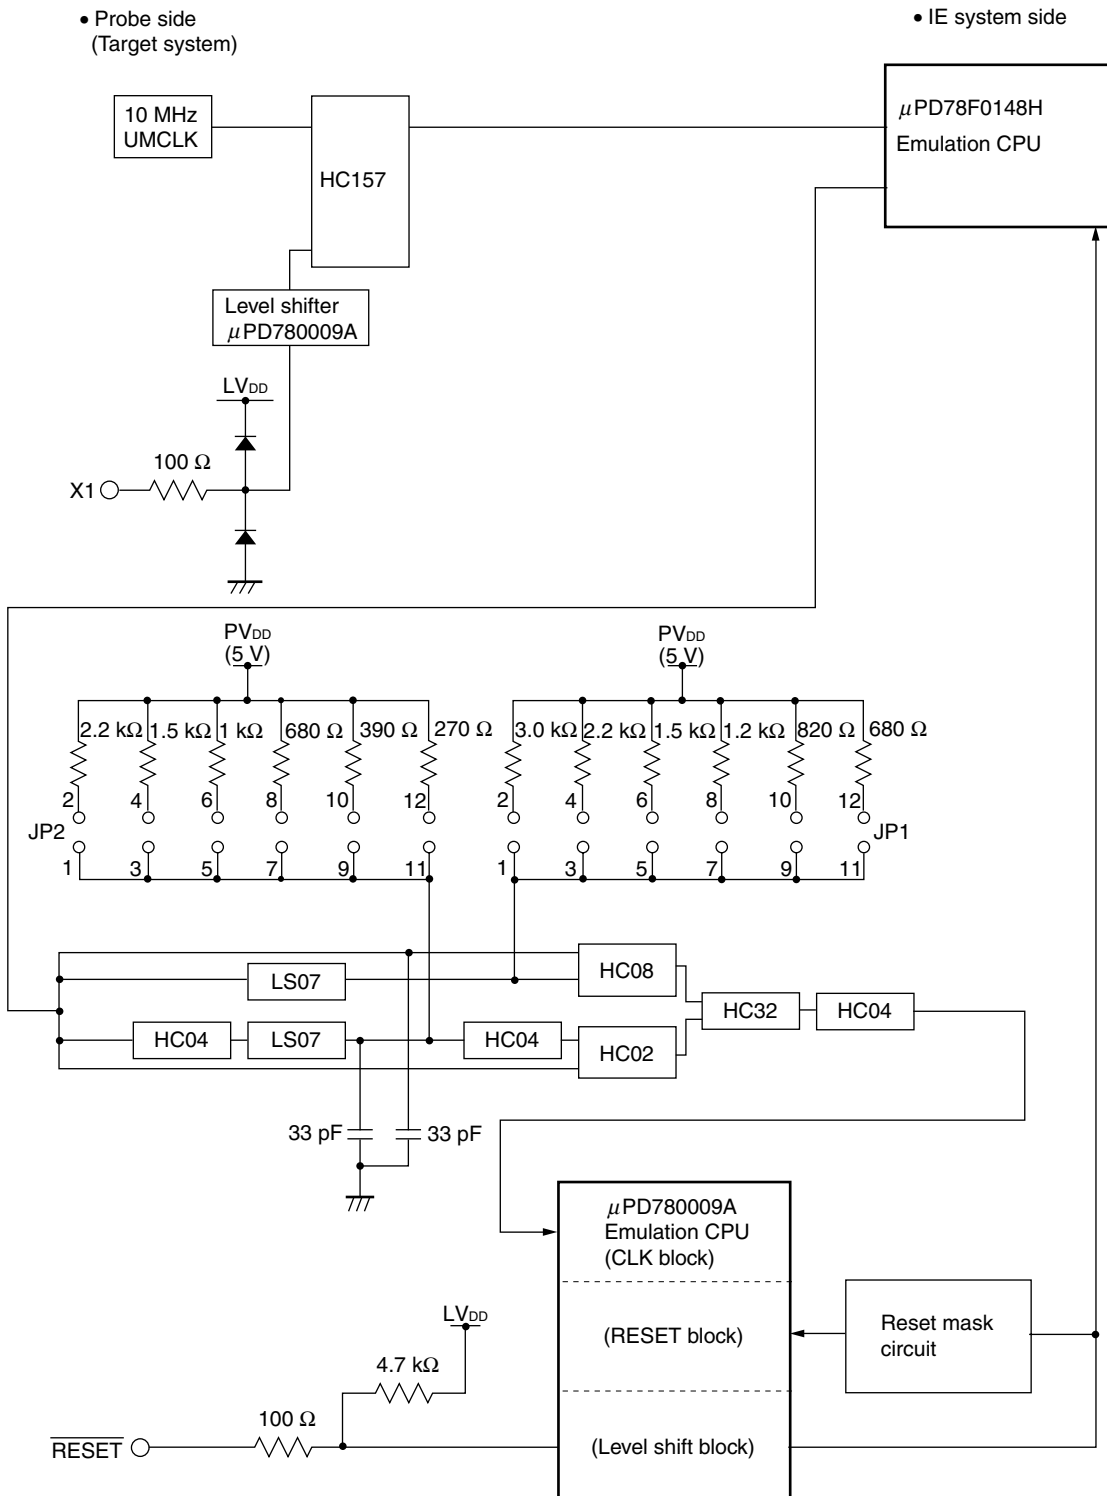 • Probe side
(Target system)
• IE system side
10 MHz
UMCLK
HC157
μPD78F0148H
Emulation CPU
Level shifter
μPD780009A
LVDD
100 Ω
X1
PVDD
(5 V)
PVDD
(5 V)
2.2 kΩ 1.5 kΩ 1 kΩ 680 Ω 390 Ω 270 Ω 3.0 kΩ 2.2 kΩ 1.5 kΩ 1.2 kΩ 820 Ω 680 Ω
2 4 6 8 10 12 2 4 6 8 10 12
JP2 JP1
1 3 5 7 9 11 1 3 5 7 9 11
LS07
HC08
HC32
HC04
HC04
LS07
HC04
HC02
33 pF
33 pF
μPD780009A
Emulation CPU
(CLK block)
(RESET block)
Reset mask
circuit
LVDD
4.7 kΩ
100 Ω
RESET
(Level shift block)